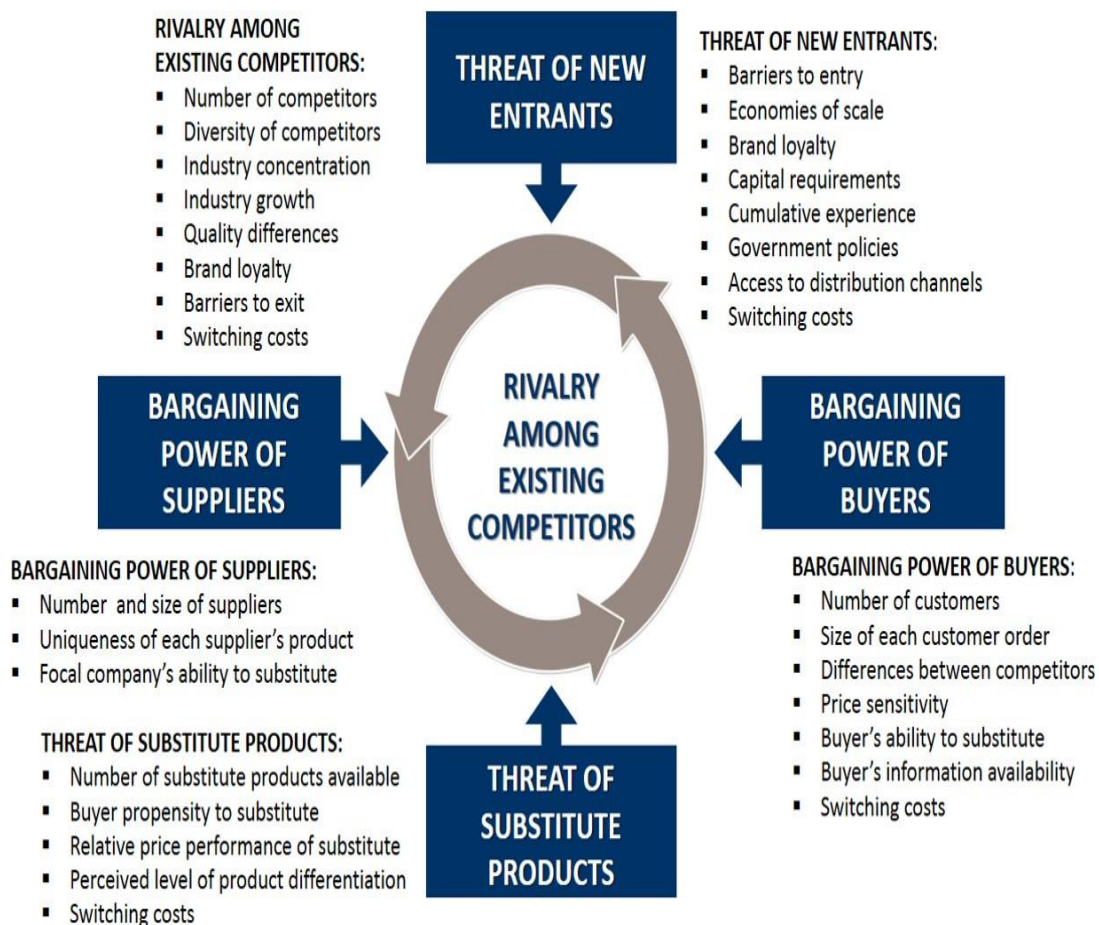 RIVALRY AMONG
EXISTING COMPETITORS:
▪ Number of competitors
▪ Diversity of competitors
▪ Industry concentration
▪ Industry growth
▪ Quality differences
▪ Brand loyalty
▪ Barriers to exit
▪ Switching costs
THREAT OF NEW
ENTRANTS
THREAT OF NEW ENTRANTS:
▪ Barriers to entry
▪ Economies of scale
▪ Brand loyalty
▪ Capital requirements
▪ Cumulative experience
▪ Government policies
▪ Access to distribution channels
▪ Switching costs
BARGAINING
POWER OF
SUPPLIERS
RIVALRY
AMONG
EXISTING
COMPETITORS
BARGAINING
POWER OF
BUYERS
BARGAINING POWER OF SUPPLIERS:
▪ Number and size of suppliers
▪ Uniqueness of each supplier's product
▪ Focal company's ability to substitute
BARGAINING POWER OF BUYERS:
▪ Number of customers
▪ Size of each customer order
▪ Differences between competitors
▪ Price sensitivity
▪ Buyer's ability to substitute
▪ Buyer's information availability
▪ Switching costs
THREAT OF SUBSTITUTE PRODUCTS:
▪ Number of substitute products available
▪ Buyer propensity to substitute
▪ Relative price performance of substitute
▪ Perceived level of product differentiation
▪ Switching costs
THREAT OF
SUBSTITUTE
PRODUCTS